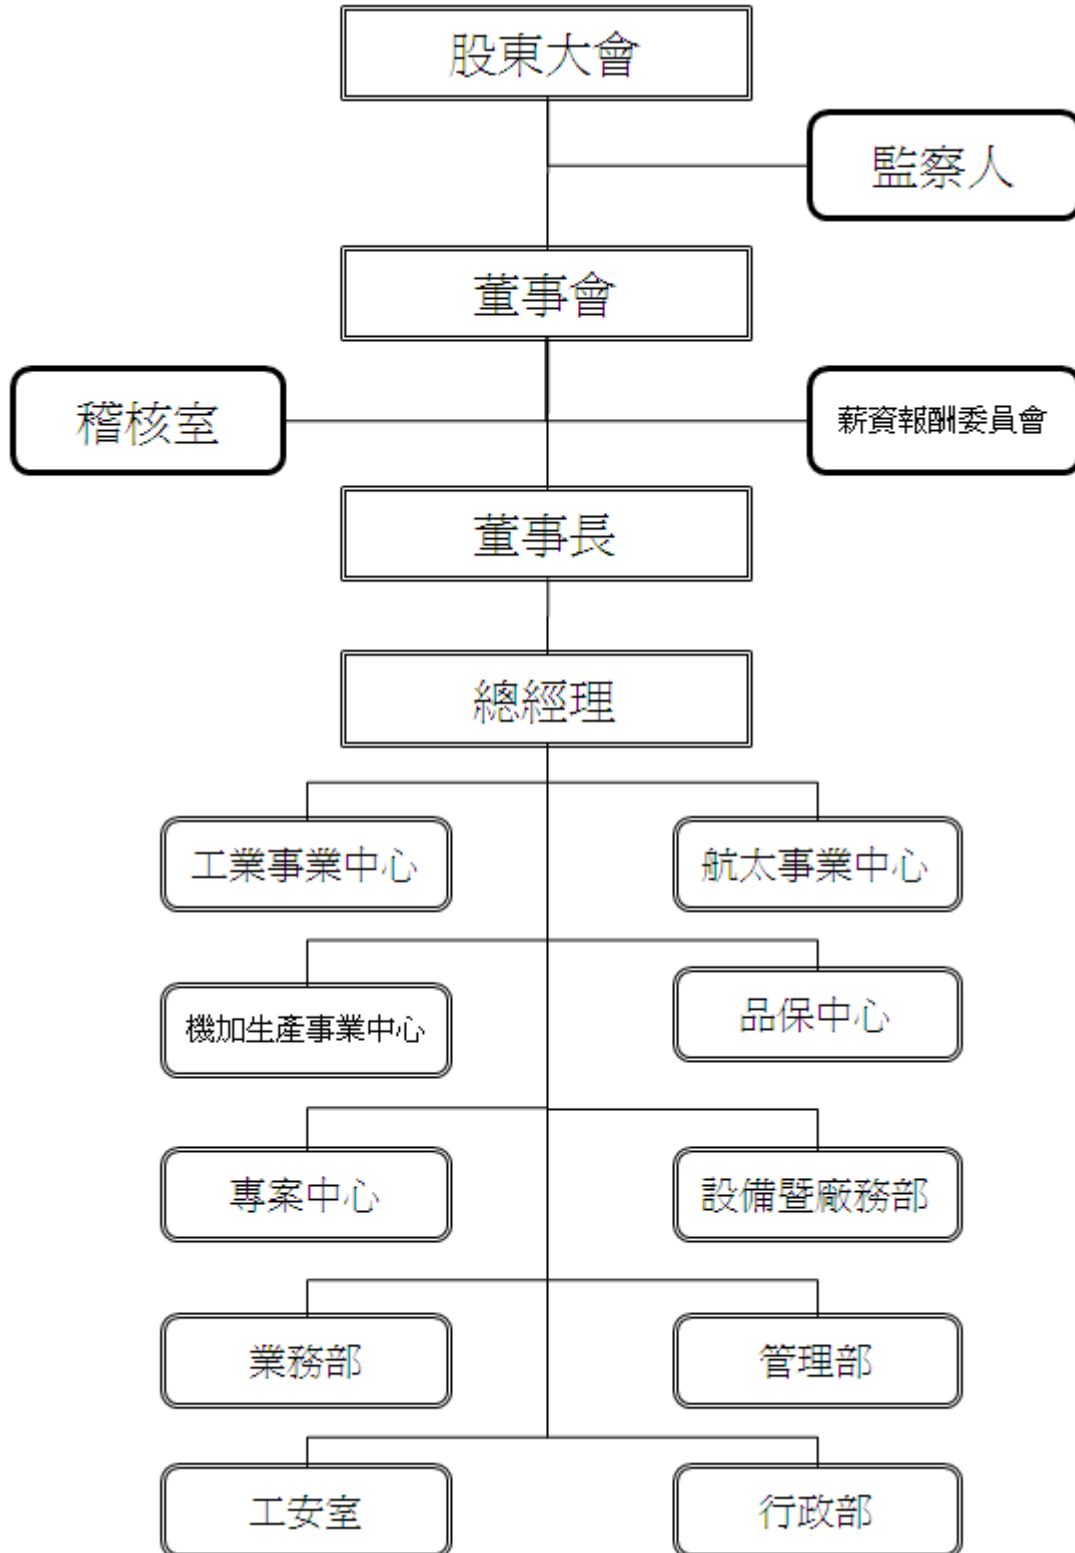 股東大會
監察人
董事會
稽核室
薪資報酬委員會
董事長
總經理
工業事業中心
航太事業中心
機加生產事業中心
品保中心
專案中心
設備暨廠務部
業務部
管理部
工安室
行政部